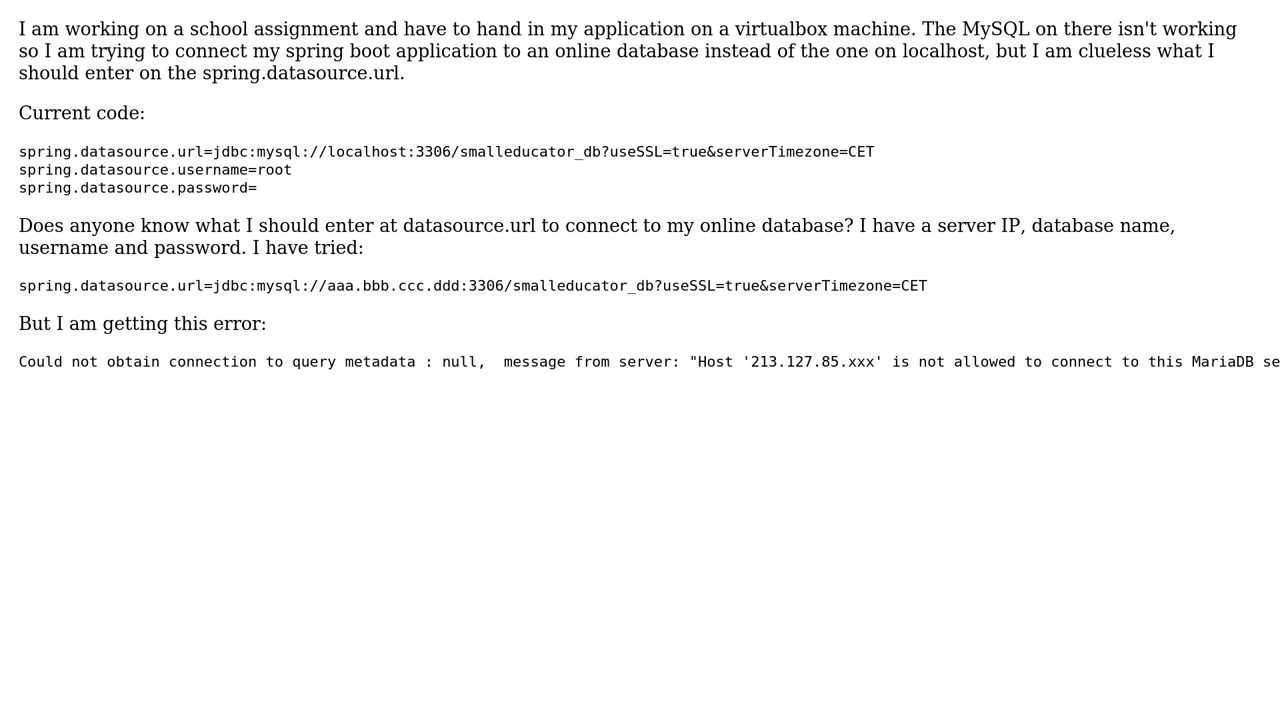 I am working on a school assignment and have to hand in my application on a virtualbox machine. The MySQL on there isn't working
so I am trying to connect my spring boot application to an online database instead of the one on localhost, but I am clueless what I
should enter on the spring.datasource.url.
Current code:
spring.datasource.url=jdbc:mysql://localhost:3306/smalleducator_db?useSSL=true&serverTimezone=CET
spring.datasource.username=root
spring.datasource.password=
Does anyone know what I should enter at datasource.url to connect to my online database? I have a server IP, database name,
username and password. I have tried:
spring.datasource.url=jdbc:mysql://aaa.bbb.ccc.ddd:3306/smalleducator_db?useSSL=true&serverTimezone=CET
But I am getting this error:
Could not obtain connection to query metadata : null,  message from server: "Host '213.127.85.xxx' is not allowed to connect to this MariaDB se